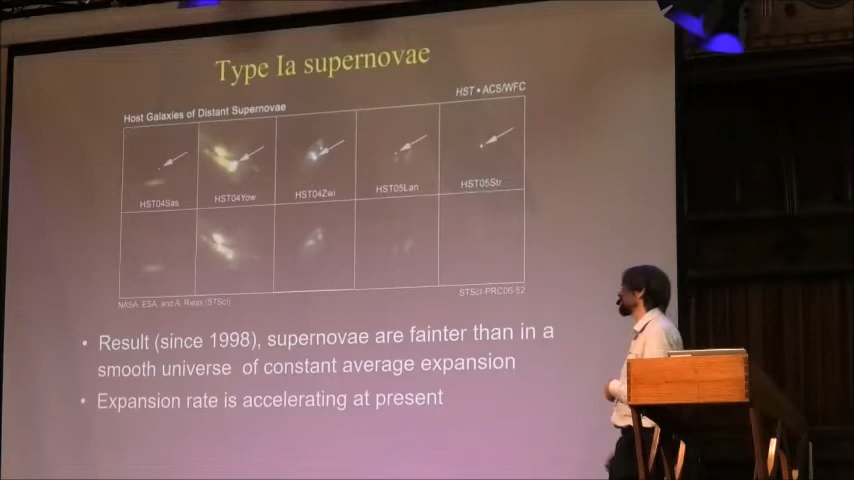 Type Ia supernovae
Host Galaxies of Distant Supernovae
HST • ACS/WFC
HST04Sas
HST04Yow
HST04Zwi
HST05Lan
HST05Str
NASA, ESA, and A. Riess (STScI)
STScI-PRC06-52
• Result (since 1998), supernovae are fainter than in a
smooth universe of constant average expansion
• Expansion rate is accelerating at present